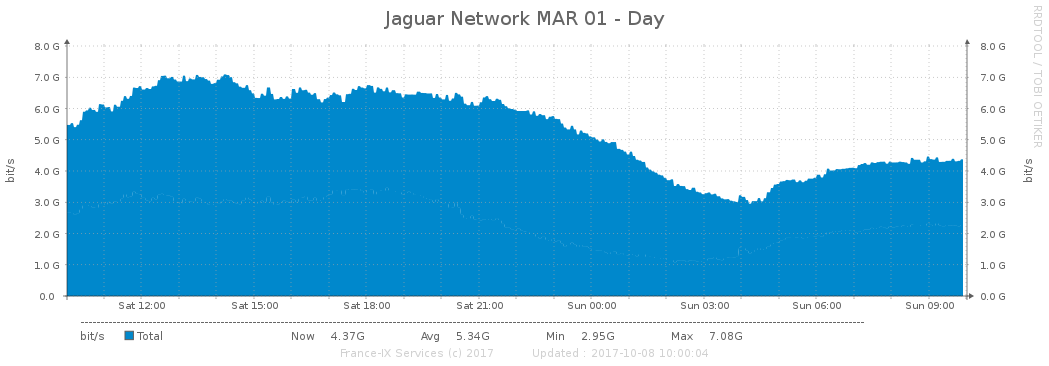 Jaguar Network MAR 01 - Day
RRDTOOL / TOBI OETIKER
8.0 G 8.0 G
7.0 G 7.0 G
6.0 G 6.0 G
5.0 G 5.0 G
4.0 G 4.0 G
3.0 G 3.0 G
2.0 G 2.0 G
1.0 G 1.0 G
0.0 0.0 G
bit/s bit/s
Sat 12:00 Sat 15:00 Sat 18:00 Sat 21:00 Sun 00:00 Sun 03:00 Sun 06:00 Sun 09:00
bit/s Total Now 4.37G Avg 5.34G Min 2.95G Max 7.08G
France-IX Services (c) 2017 Updated : 2017-10-08 10:00:04